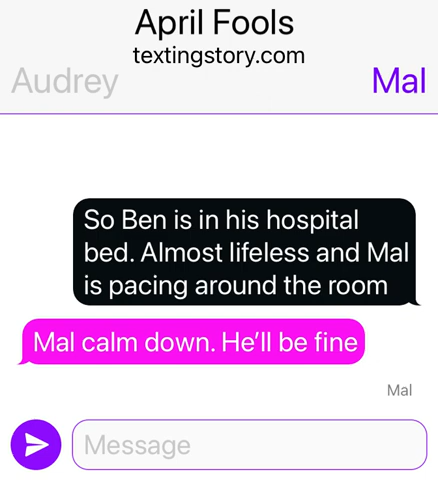 April Fools
textingstory.com
Audrey
Mal
So Ben is in his hospital
bed. Almost lifeless and Mal
is pacing around the room
Mal calm down. He’ll be fine
Mal
Message